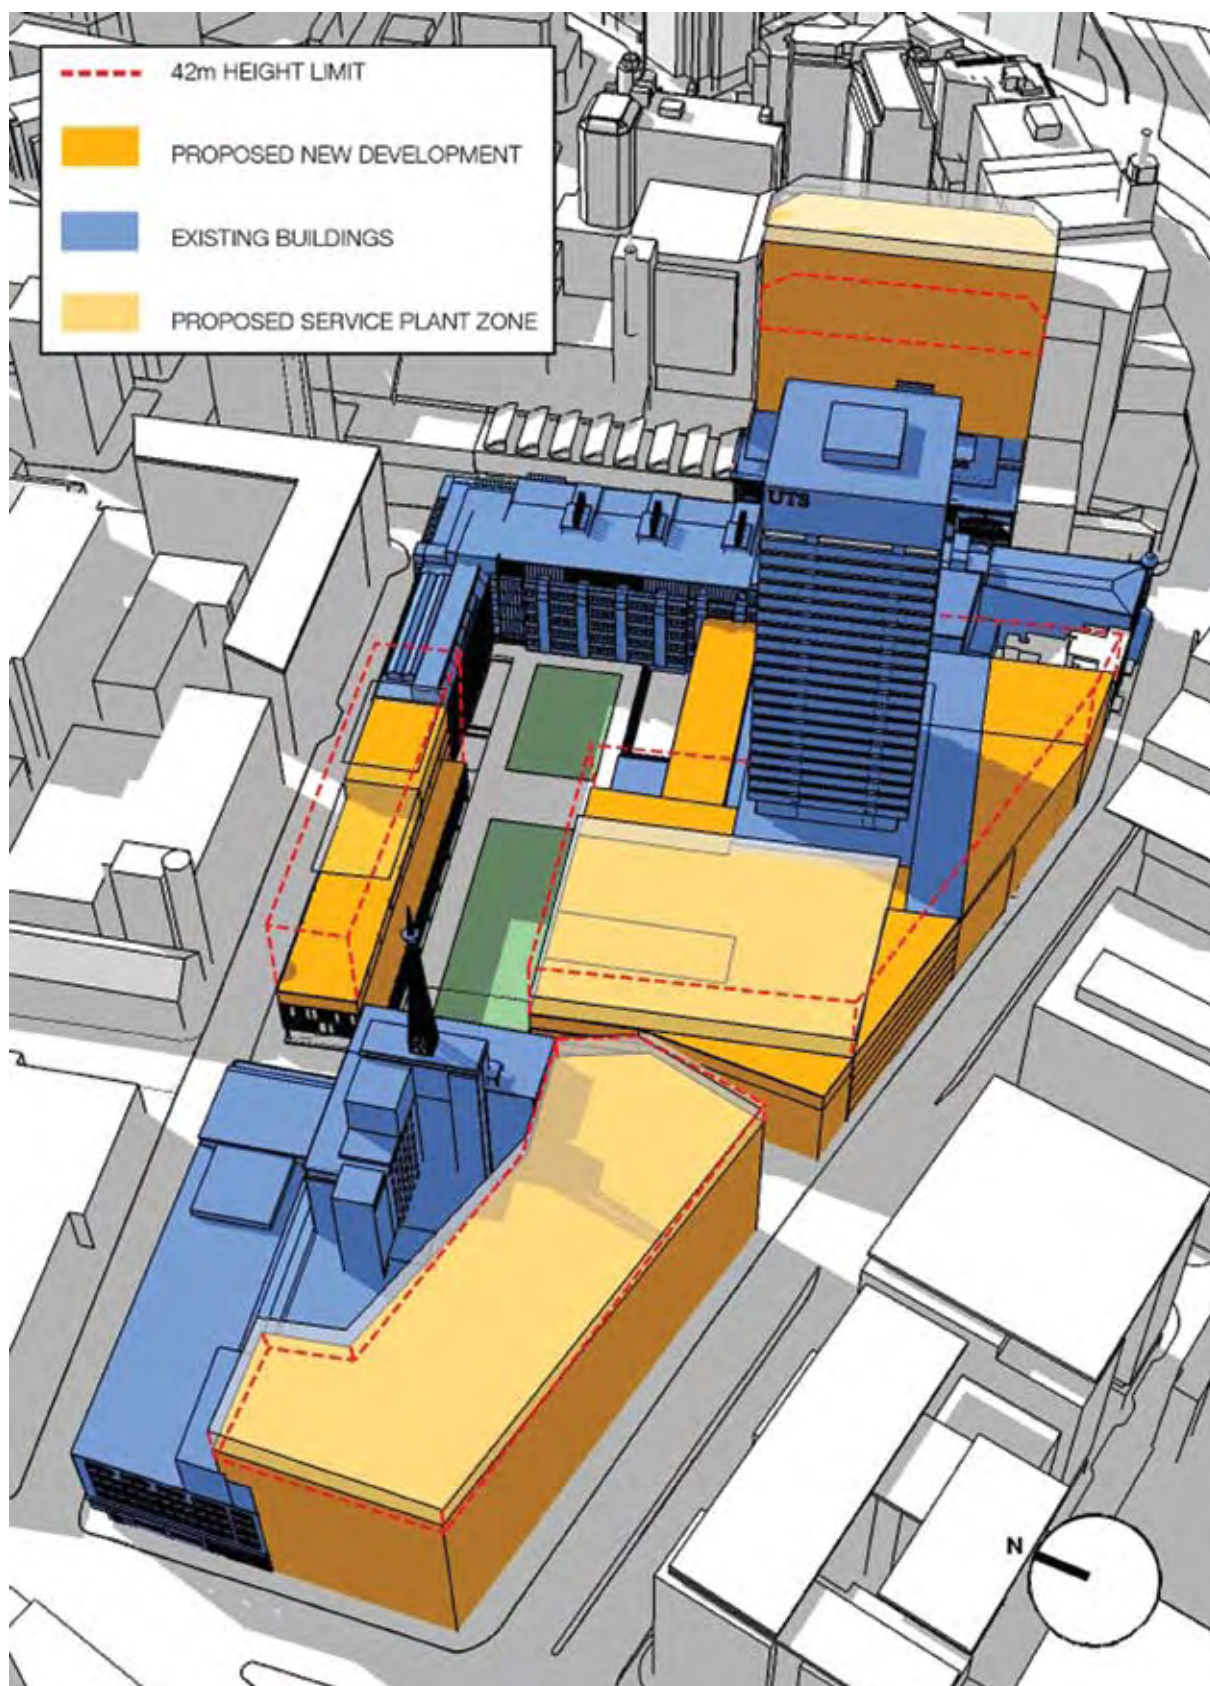 42m HEIGHT LIMIT
PROPOSED NEW DEVELOPMENT
EXISTING BUILDINGS
PROPOSED SERVICE PLANT ZONE
UTS
N